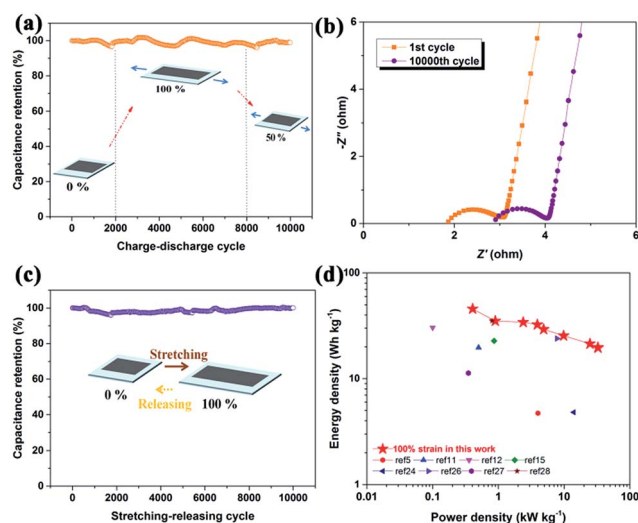 (a)
Capacitance retention (%)
100
80
60
40
20
0
100 %
50 %
0 %
0 2000 4000 6000 8000 10000
Charge-discharge cycle
(b)
1st cycle
10000th cycle
-Z″ (ohm)
6
5
4
3
2
1
0
0 2 4 6
Z′ (ohm)
(c)
Capacitance retention (%)
100
80
60
40
20
0
Stretching
0 %
Releasing
100 %
0 2000 4000 6000 8000 10000
Stretching-releasing cycle
(d)
Energy density (Wh kg⁻¹)
100
10
1
100% strain in this work
ref5 ref11 ref12 ref15
ref24 ref26 ref27 ref28
0.01 0.1 1 10 100
Power density (kW kg⁻¹)